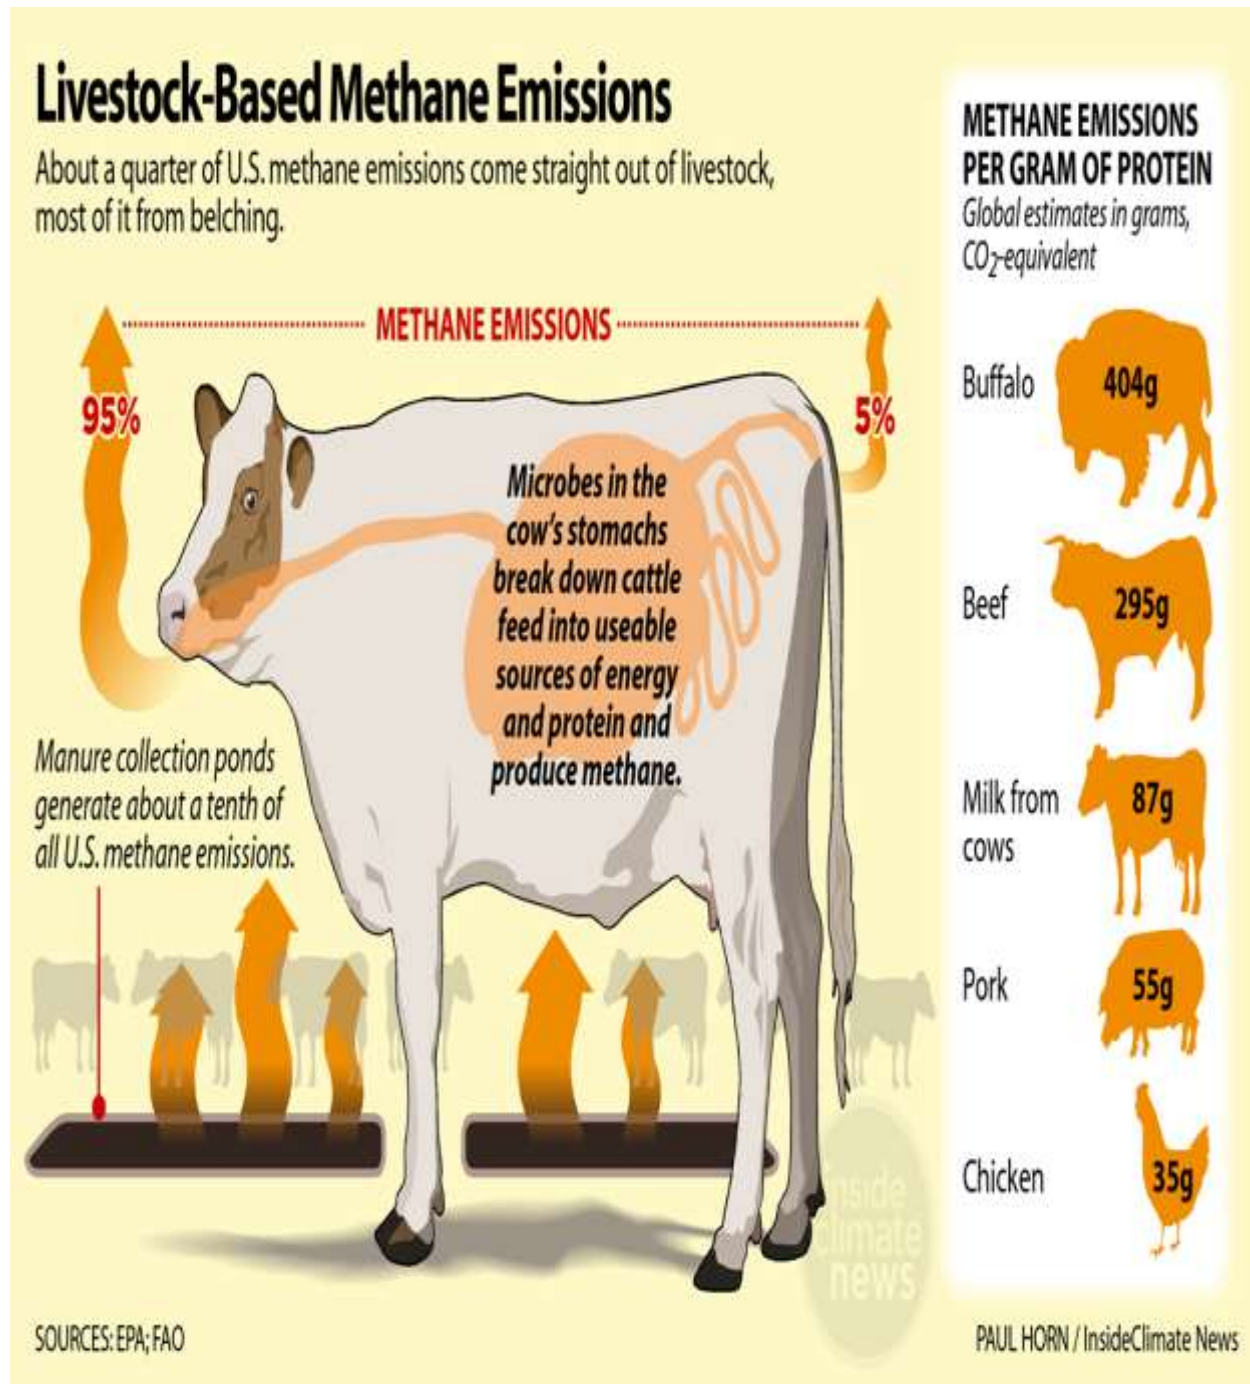 Livestock-Based Methane Emissions
About a quarter of U.S. methane emissions come straight out of livestock,
most of it from belching.
METHANE EMISSIONS
95%
5%
Microbes in the
cow's stomachs
break down cattle
feed into useable
sources of energy
and protein and
produce methane.
Manure collection ponds
generate about a tenth of
all U.S. methane emissions.
METHANE EMISSIONS
PER GRAM OF PROTEIN
Global estimates in grams,
CO₂-equivalent
Buffalo
404g
Beef
295g
Milk from
cows
87g
Pork
55g
Chicken
35g
inside
climate
news
SOURCES: EPA; FAO
PAUL HORN / InsideClimate News